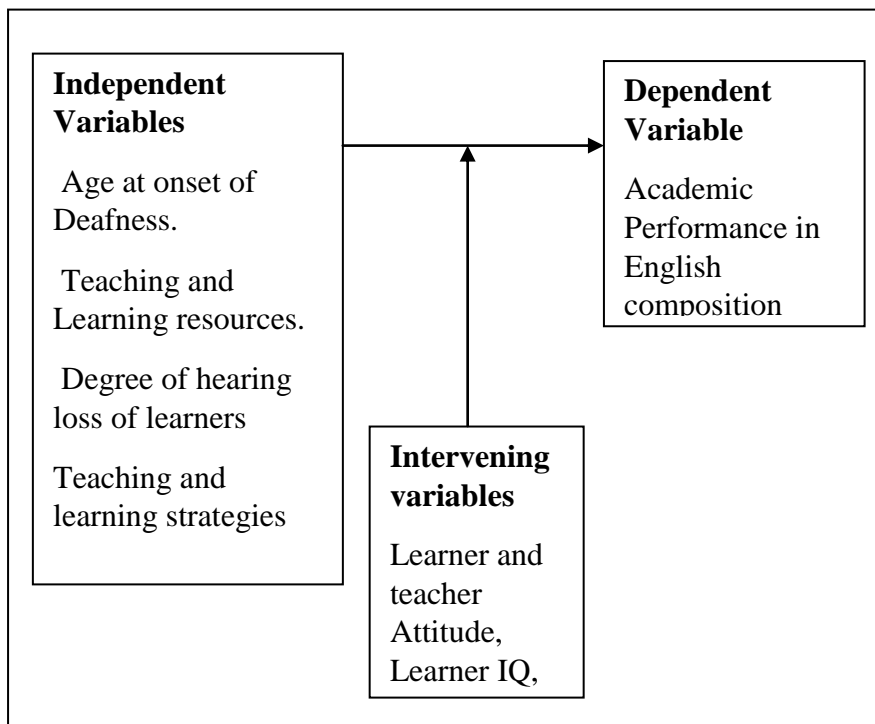 Independent
Variables
Age at onset of
Deafness.
Teaching and
Learning resources.
Degree of hearing
loss of learners
Teaching and
learning strategies
Dependent
Variable
Academic
Performance in
English
composition
Intervening
variables
Learner and
teacher
Attitude,
Learner IQ,